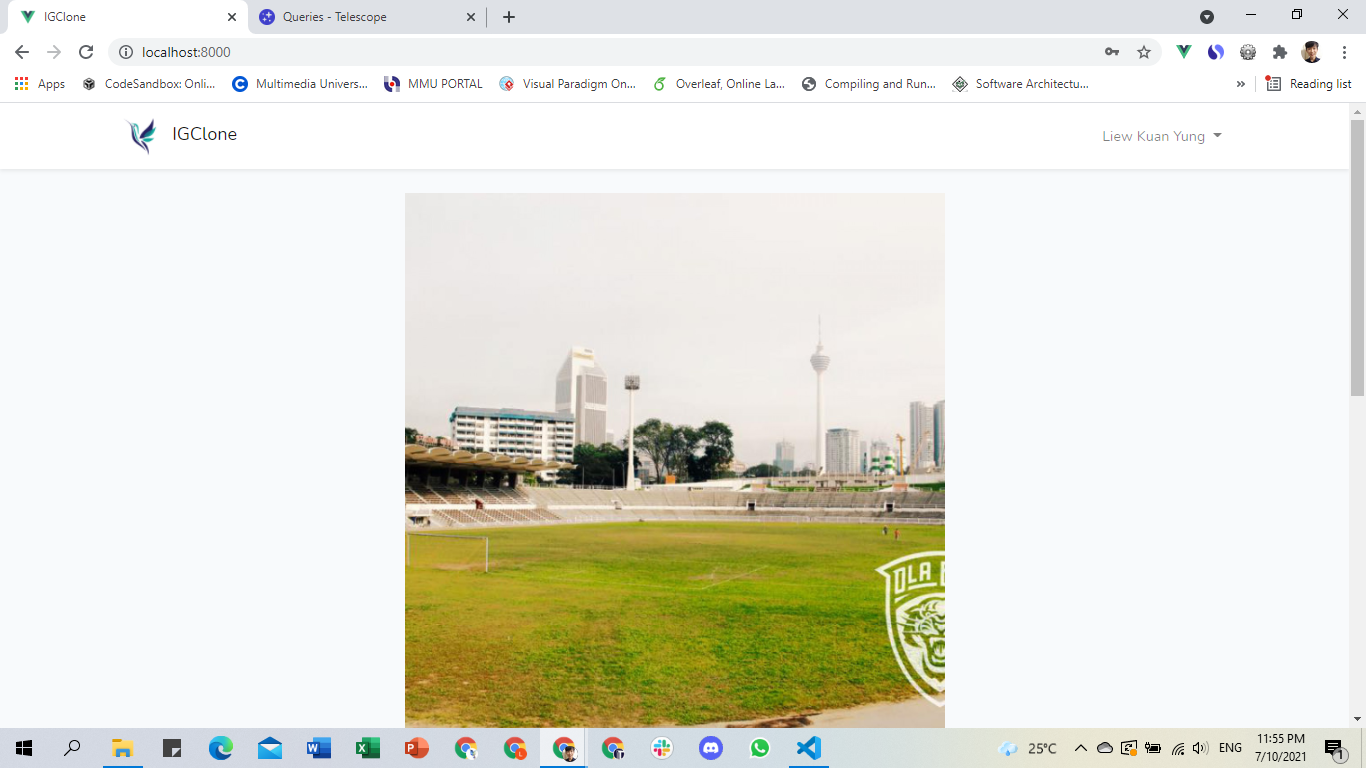 IGClone
Queries - Telescope
localhost:8000
Apps
CodeSandbox: Onli...
Multimedia Univers...
MMU PORTAL
Visual Paradigm On...
Overleaf, Online La...
Compiling and Run...
Software Architectu...
Reading list
IGClone
Liew Kuan Yung
OLA
25°C
ENG
11:55 PM
7/10/2021
1